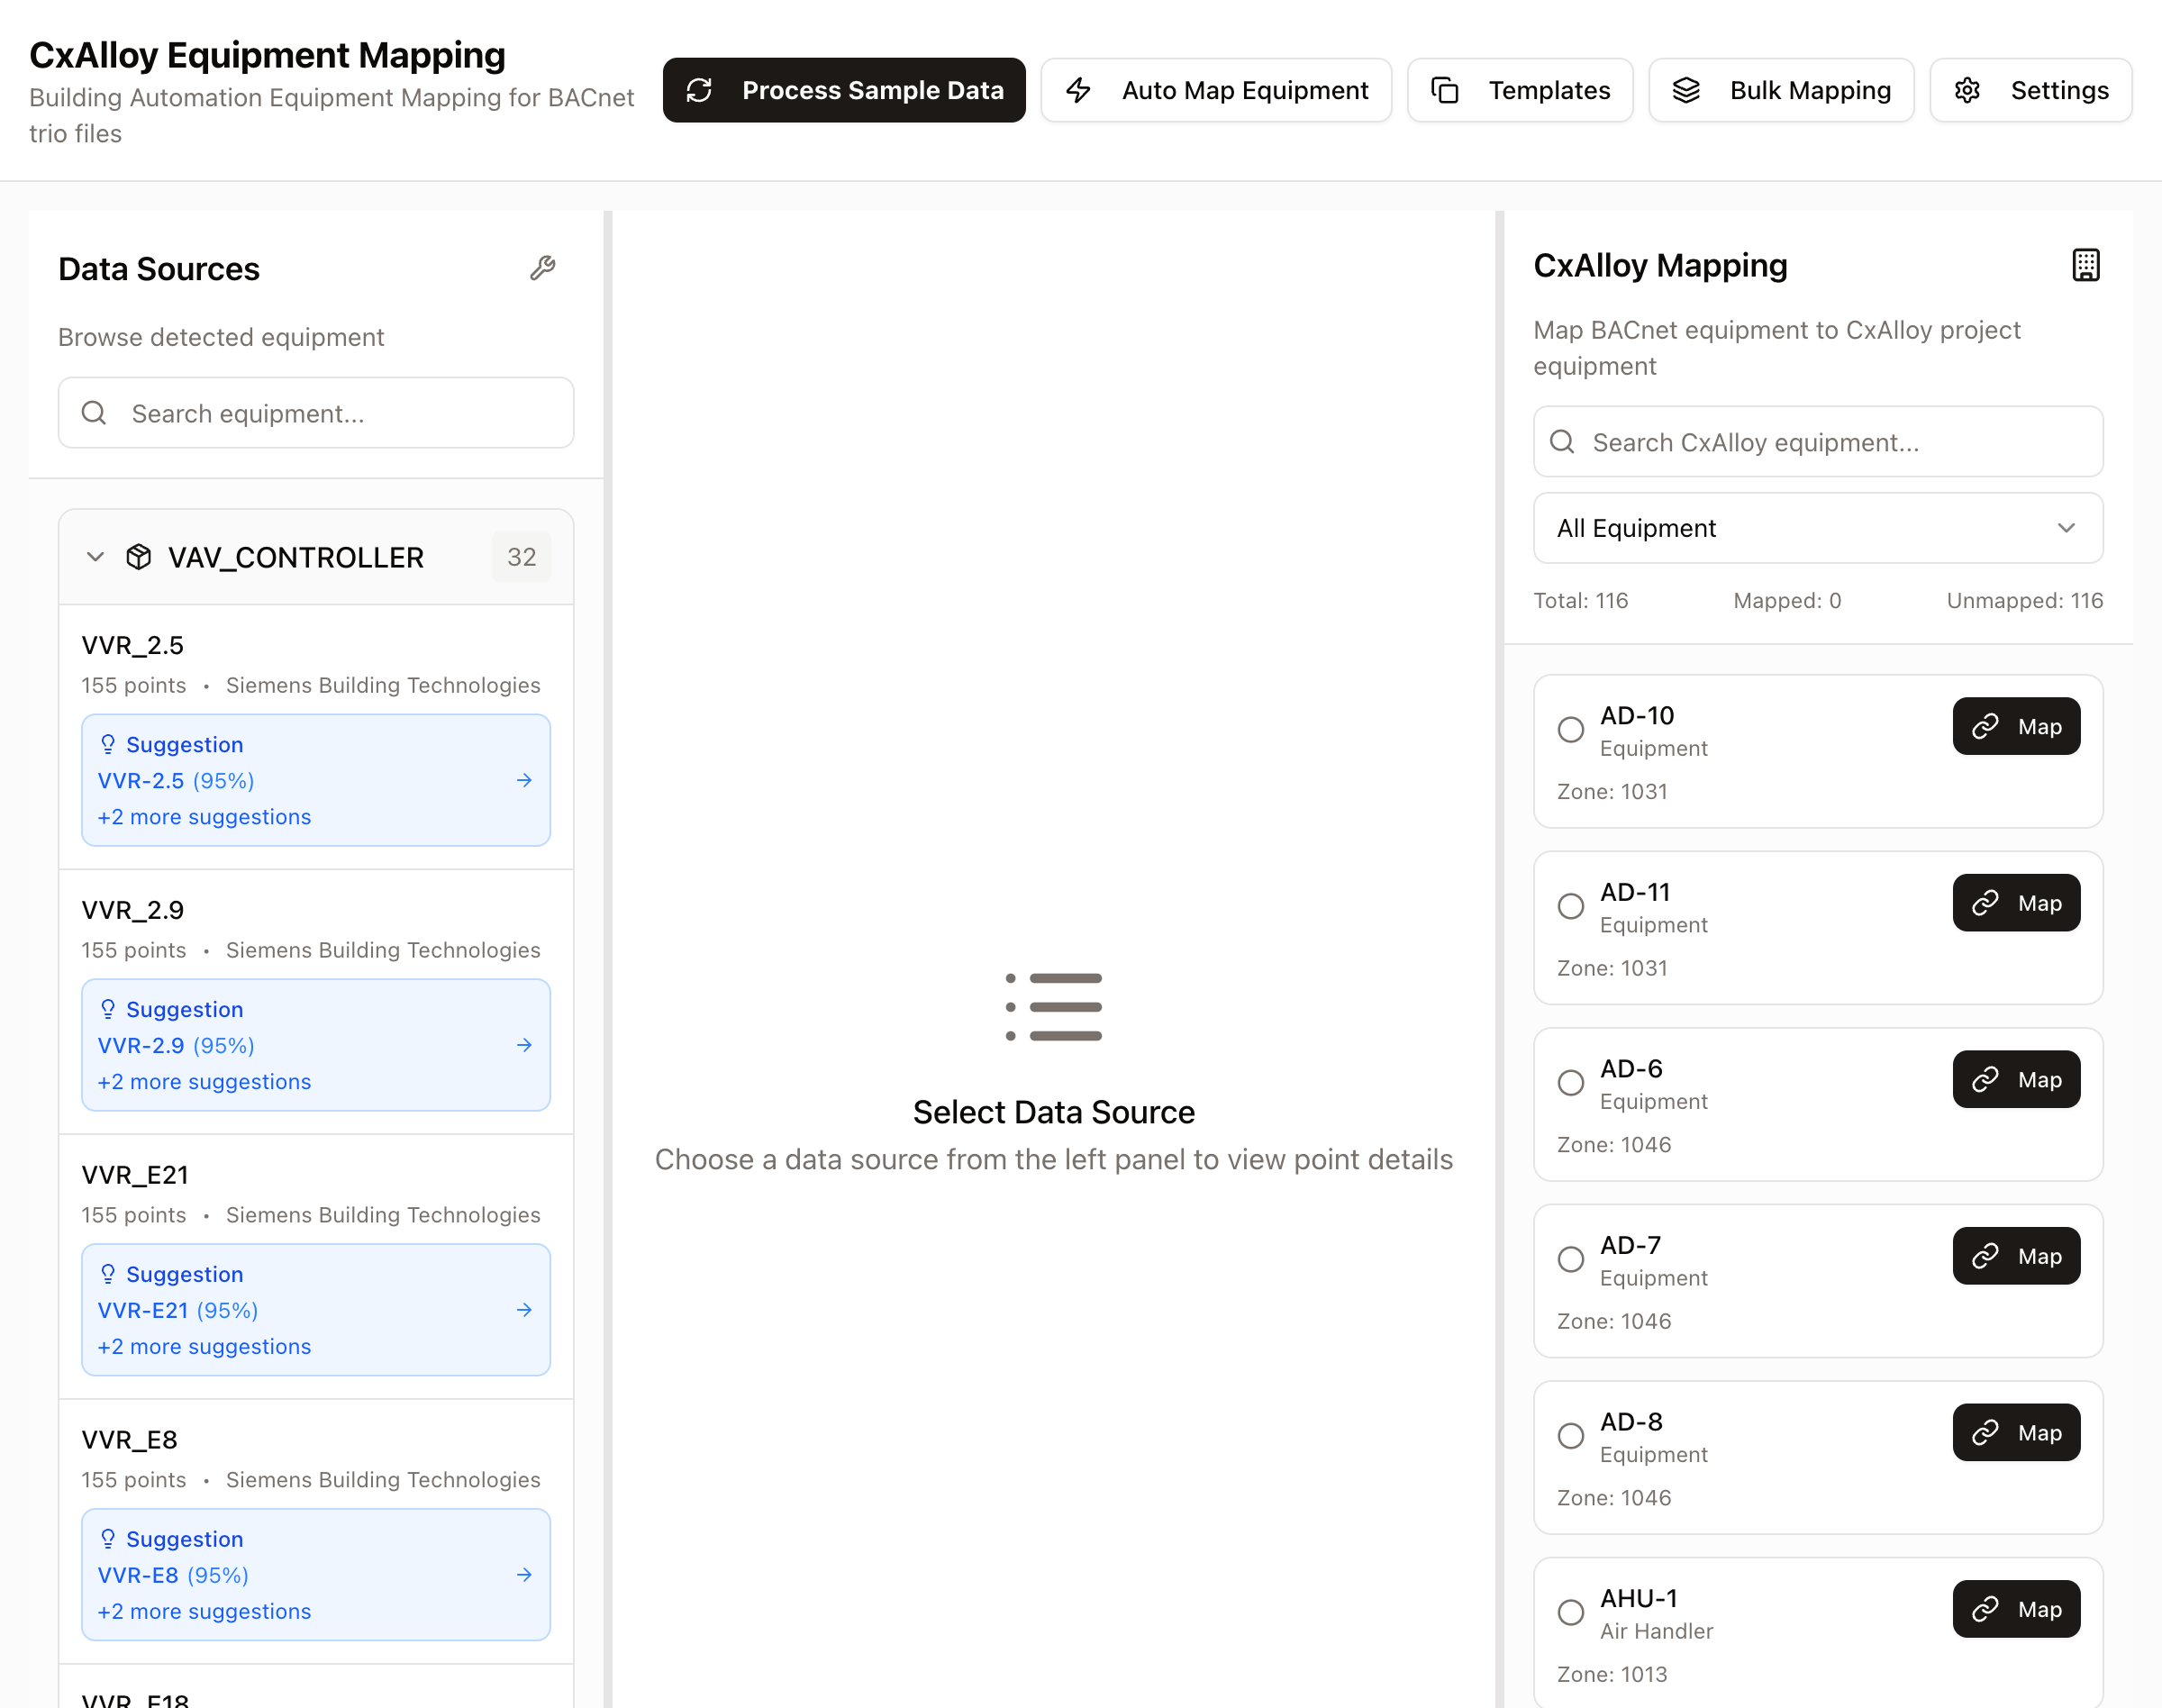 CxAlloy Equipment Mapping
Building Automation Equipment Mapping for BACnet
trio files
Process Sample Data
Auto Map Equipment
Templates
Bulk Mapping
Settings
Data Sources
Browse detected equipment
Search equipment...
VAV_CONTROLLER 32
VVR_2.5
155 points • Siemens Building Technologies
Suggestion
VVR-2.5 (95%)
+2 more suggestions
VVR_2.9
155 points • Siemens Building Technologies
Suggestion
VVR-2.9 (95%)
+2 more suggestions
VVR_E21
155 points • Siemens Building Technologies
Suggestion
VVR-E21 (95%)
+2 more suggestions
VVR_E8
155 points • Siemens Building Technologies
Suggestion
VVR-E8 (95%)
+2 more suggestions
VVR_E18
Select Data Source
Choose a data source from the left panel to view point details
CxAlloy Mapping
Map BACnet equipment to CxAlloy project
equipment
Search CxAlloy equipment...
All Equipment
Total: 116 Mapped: 0 Unmapped: 116
AD-10
Equipment
Map
Zone: 1031
AD-11
Equipment
Map
Zone: 1031
AD-6
Equipment
Map
Zone: 1046
AD-7
Equipment
Map
Zone: 1046
AD-8
Equipment
Map
Zone: 1046
AHU-1
Air Handler
Map
Zone: 1013